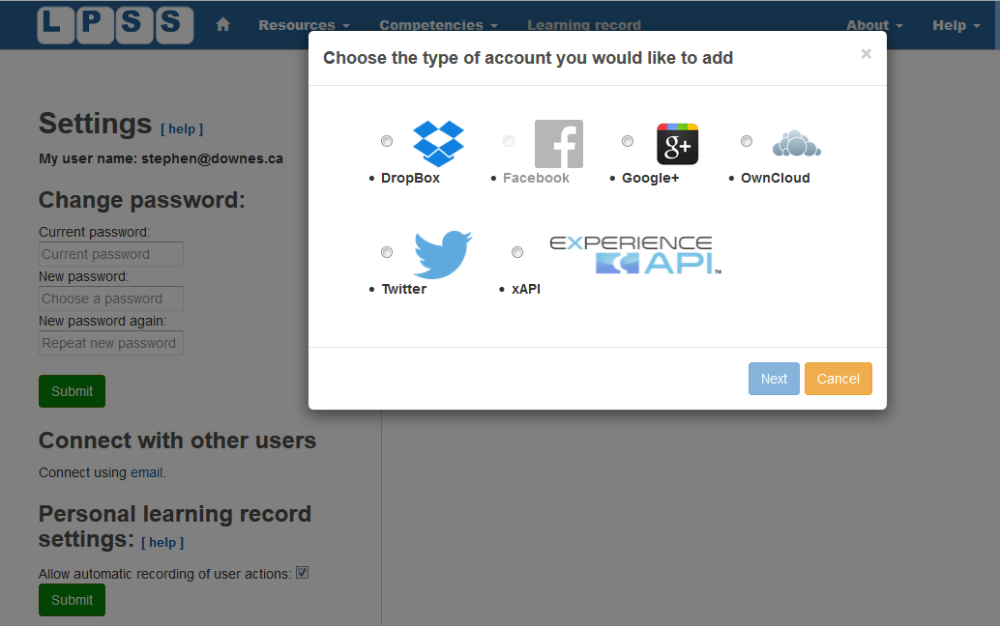 LPSS
Resources Competencies Learning record About Help
Choose the type of account you would like to add ×
Settings [ help ]
My user name: stephen@downes.ca
Change password:
Current password:
Current password
New password:
Choose a password
New password again:
Repeat new password
Submit
Connect with other users
Connect using email.
Personal learning record
settings: [ help ]
Allow automatic recording of user actions:
Submit
f g+
• DropBox • Facebook • Google+ • OwnCloud
EXPERIENCE
API™
• Twitter • xAPI
Next Cancel